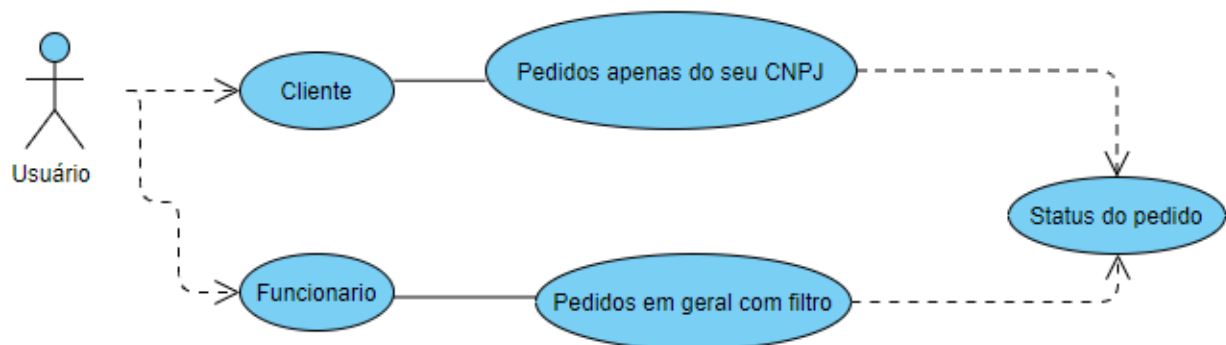 Usuário
Cliente
Pedidos apenas do seu CNPJ
Status do pedido
Funcionario
Pedidos em geral com filtro